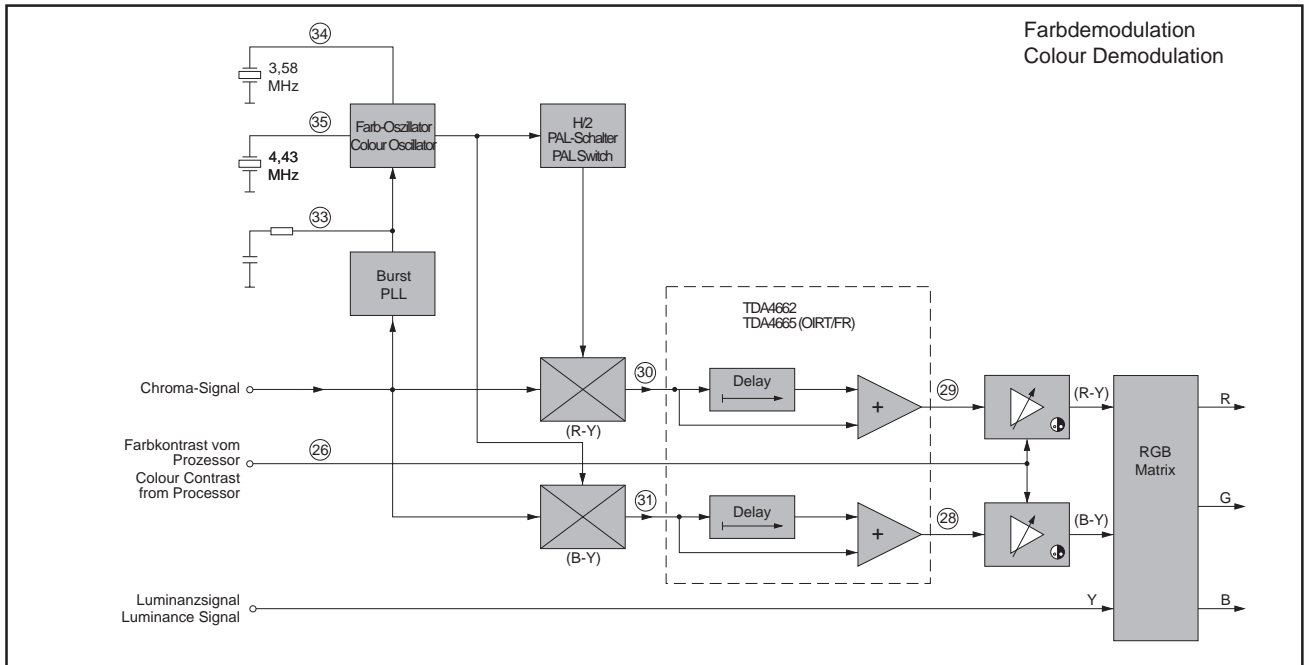 Farbdemodulation
Colour Demodulation
34
3,58
MHz
35
4,43
MHz
Farb-Oszillator
Colour Oscillator
H/2
PAL-Schalter
PAL Switch
33
Burst
PLL
TDA4662
TDA4665 (OIRT/FR)
Chroma-Signal
30
Delay
+
29
(R-Y)
R
(R-Y)
Farbkontrast vom
Prozessor
Colour Contrast
from Processor
26
RGB
Matrix
31
Delay
+
28
(B-Y)
G
(B-Y)
Luminanzsignal
Luminance Signal
Y
B